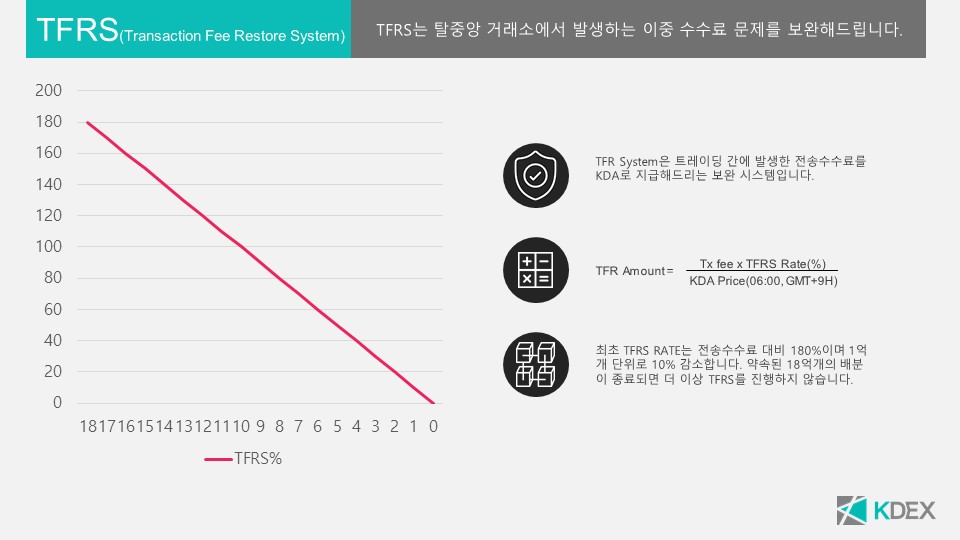 TFRS(Transaction Fee Restore System)
TFRS는 탈중앙 거래소에서 발생하는 이중 수수료 문제를 보완해드립니다.
200
180
160
140
120
100
80
60
40
20
0
18 17 16 15 14 13 12 11 10 9 8 7 6 5 4 3 2 1 0
TFRS%
TFR System은 트레이딩 간에 발생한 전송수수료를
KDA로 지급해드리는 보완 시스템입니다.
TFR Amount=
Tx fee x TFRS Rate(%)
KDA Price(06:00, GMT+9H)
최초 TFRS RATE는 전송수수료 대비 180%이며 1억
개 단위로 10% 감소합니다. 약속된 18억개의 배분
이 종료되면 더 이상 TFRS를 진행하지 않습니다.
KDEX